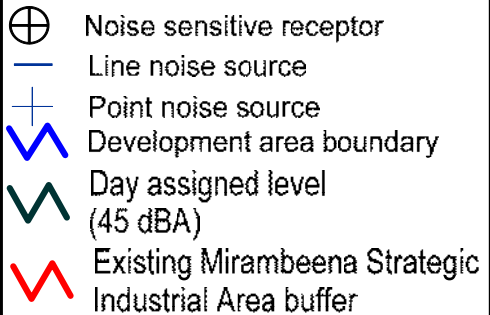 Noise sensitive receptor
Line noise source
Point noise source
Development area boundary
Day assigned level
(45 dBA)
Existing Mirambeena Strategic
Industrial Area buffer